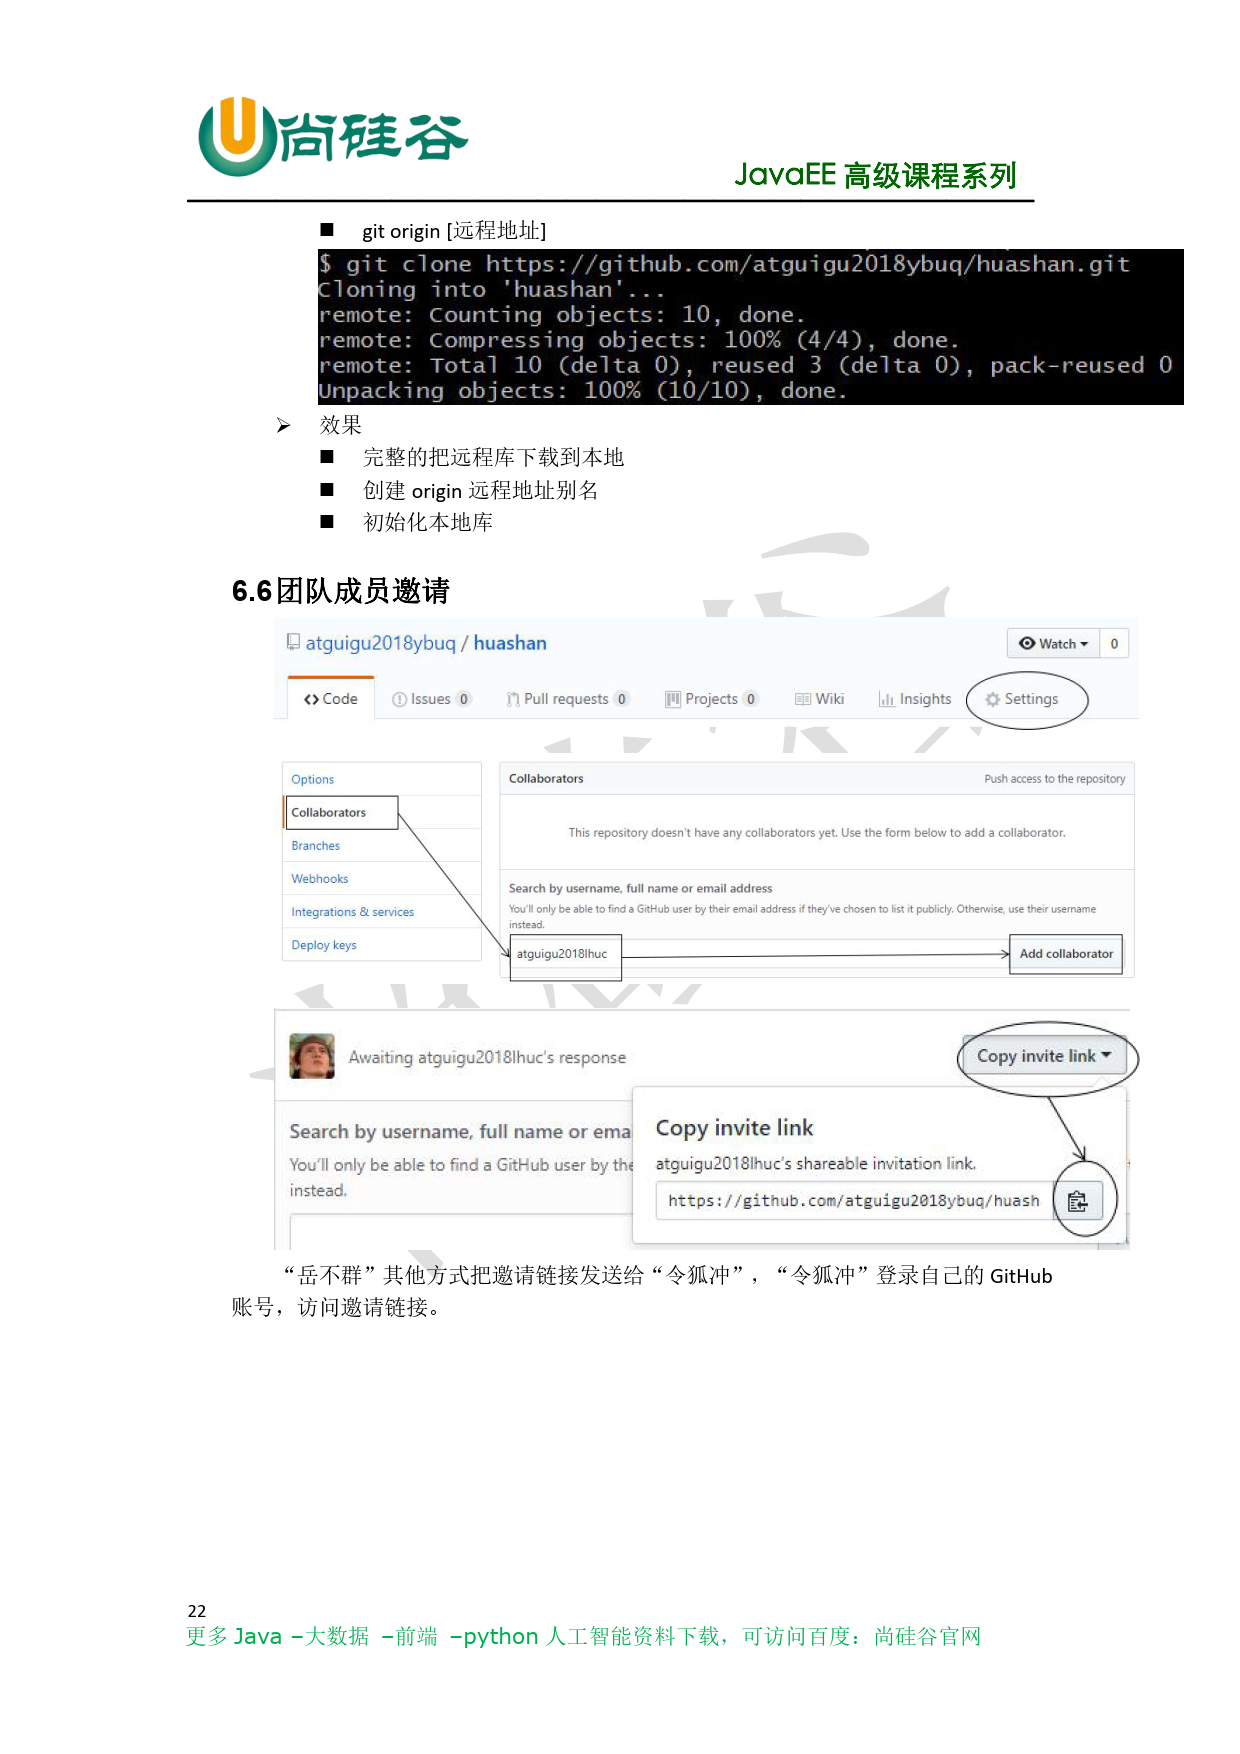 尚硅谷
JavaEE 高级课程系列
■ git origin [远程地址]
$ git clone https://github.com/atguigu2018ybuq/huashan.git
Cloning into 'huashan'...
remote: Counting objects: 10, done.
remote: Compressing objects: 100% (4/4), done.
remote: Total 10 (delta 0), reused 3 (delta 0), pack-reused 0
Unpacking objects: 100% (10/10), done.
➢ 效果
■ 完整的把远程库下载到本地
■ 创建 origin 远程地址别名
■ 初始化本地库
6.6团队成员邀请
atguigu2018ybuq / huashan
Watch 0
Code Issues 0 Pull requests 0 Projects 0 Wiki Insights Settings
Options
Collaborators
Branches
Webhooks
Integrations & services
Deploy keys
Collaborators Push access to the repository
This repository doesn't have any collaborators yet. Use the form below to add a collaborator.
Search by username, full name or email address
You'll only be able to find a GitHub user by their email address if they've chosen to list it publicly. Otherwise, use their username
instead.
atguigu2018lhuc Add collaborator
Awaiting atguigu2018lhuc's response
Copy invite link
Search by username, full name or ema
You'll only be able to find a GitHub user by the
instead.
Copy invite link
atguigu2018lhuc's shareable invitation link.
https://github.com/atguigu2018ybuq/huash
“岳不群”其他方式把邀请链接发送给“令狐冲”，“令狐冲”登录自己的 GitHub
账号，访问邀请链接。
22
更多 Java –大数据 –前端 –python 人工智能资料下载，可访问百度：尚硅谷官网